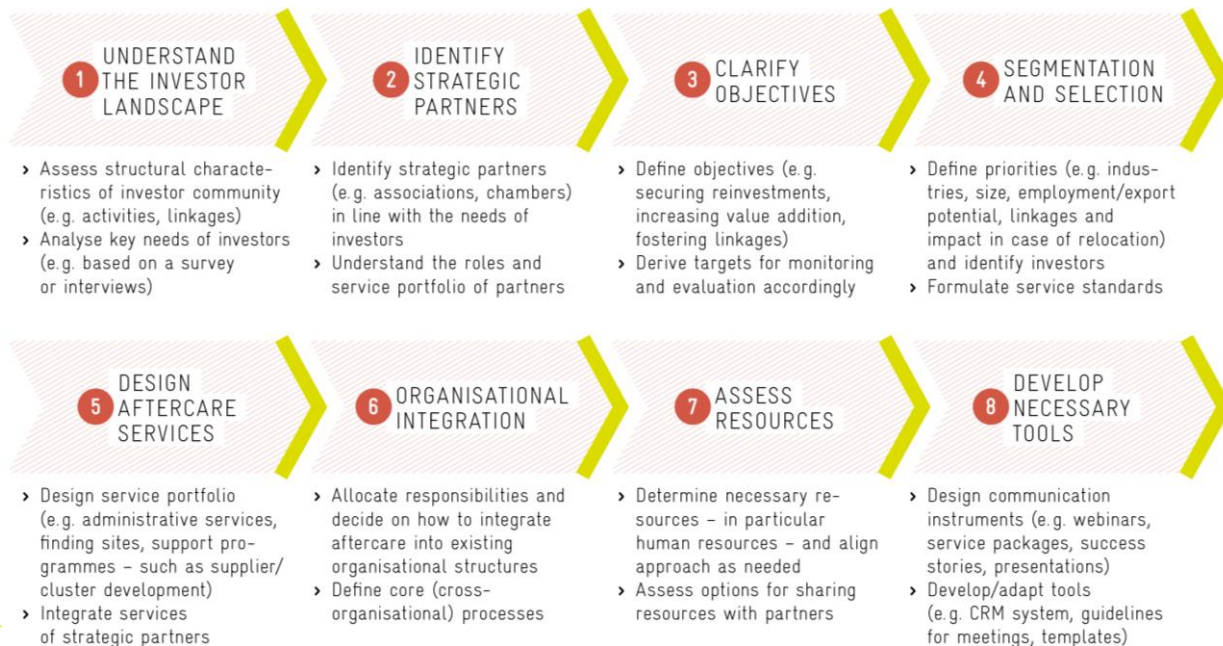 1
UNDERSTAND
THE INVESTOR
LANDSCAPE
› Assess structural characte-
ristics of investor community
(e.g. activities, linkages)
› Analyse key needs of investors
(e.g. based on a survey
or interviews)
2
IDENTIFY
STRATEGIC
PARTNERS
› Identify strategic partners
(e.g. associations, chambers)
in line with the needs of
investors
› Understand the roles and
service portfolio of partners
3
CLARIFY
OBJECTIVES
› Define objectives (e.g.
securing reinvestments,
increasing value addition,
fostering linkages)
› Derive targets for monitoring
and evaluation accordingly
4
SEGMENTATION
AND SELECTION
› Define priorities (e.g. indus-
tries, size, employment/export
potential, linkages and
impact in case of relocation)
and identify investors
› Formulate service standards
5
DESIGN
AFTERCARE
SERVICES
› Design service portfolio
(e.g. administrative services,
finding sites, support pro-
grammes – such as supplier/
cluster development)
› Integrate services
of strategic partners
6
ORGANISATIONAL
INTEGRATION
› Allocate responsibilities and
decide on how to integrate
aftercare into existing
organisational structures
› Define core (cross-
organisational) processes
7
ASSESS
RESOURCES
› Determine necessary re-
sources – in particular
human resources – and align
approach as needed
› Assess options for sharing
resources with partners
8
DEVELOP
NECESSARY
TOOLS
› Design communication
instruments (e.g. webinars,
service packages, success
stories, presentations)
› Develop/adapt tools
(e.g. CRM system, guidelines
for meetings, templates)